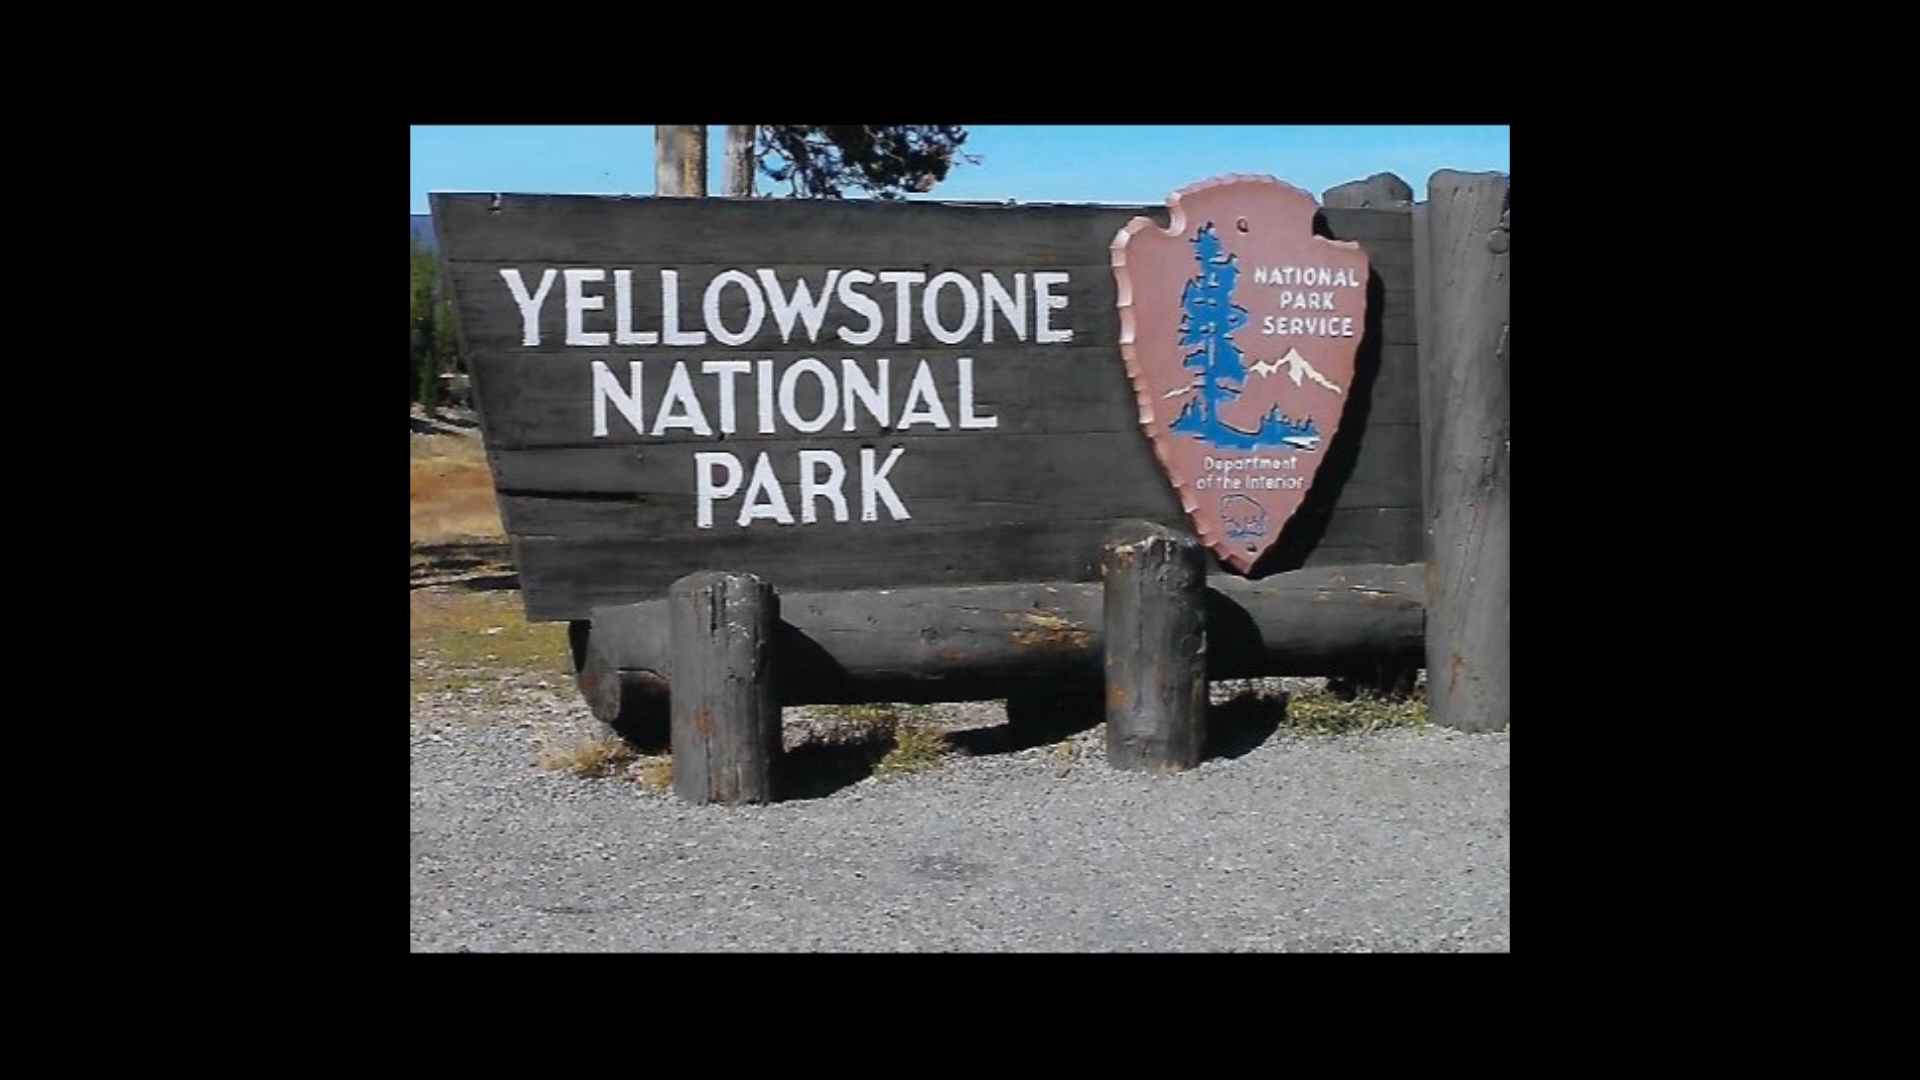 YELLOWSTONE
NATIONAL
PARK
NATIONAL
PARK
SERVICE
Department
of the Interior